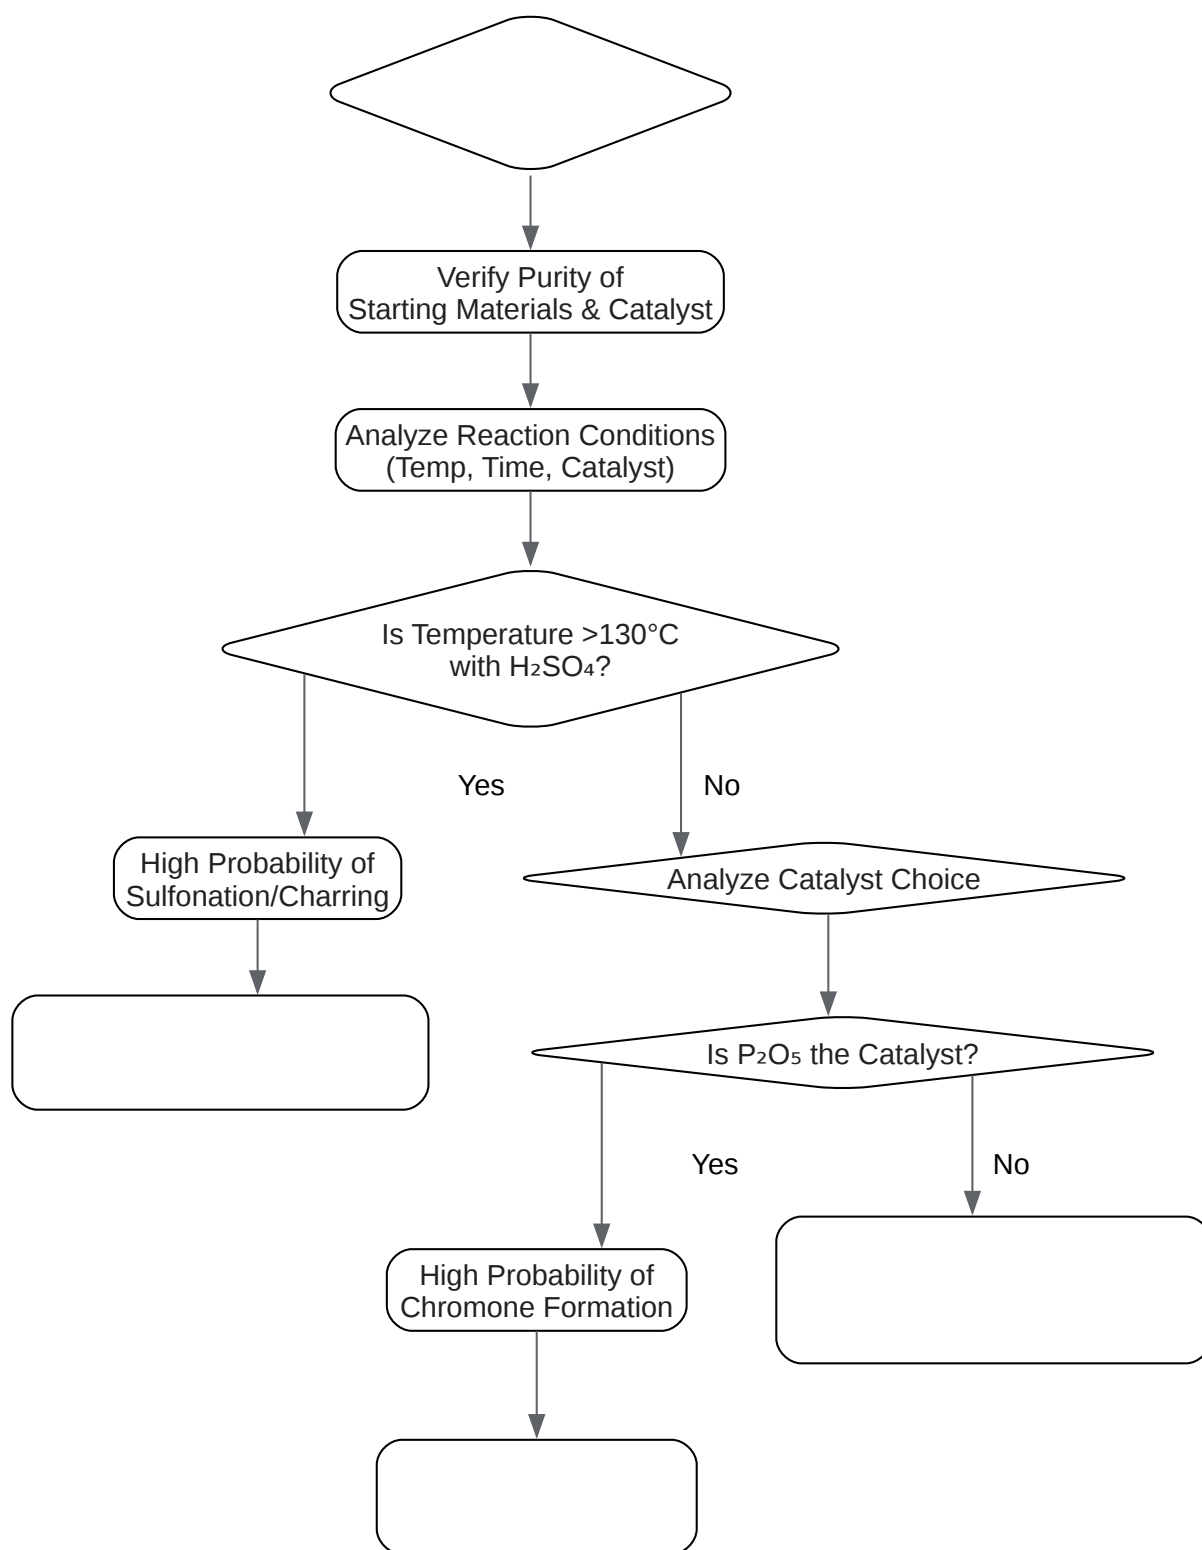 Verify Purity of
Starting Materials & Catalyst
Analyze Reaction Conditions
(Temp, Time, Catalyst)
Is Temperature >130°C
with H₂SO₄?
Yes
No
High Probability of
Sulfonation/Charring
Analyze Catalyst Choice
Is P₂O₅ the Catalyst?
Yes
No
High Probability of
Chromone Formation